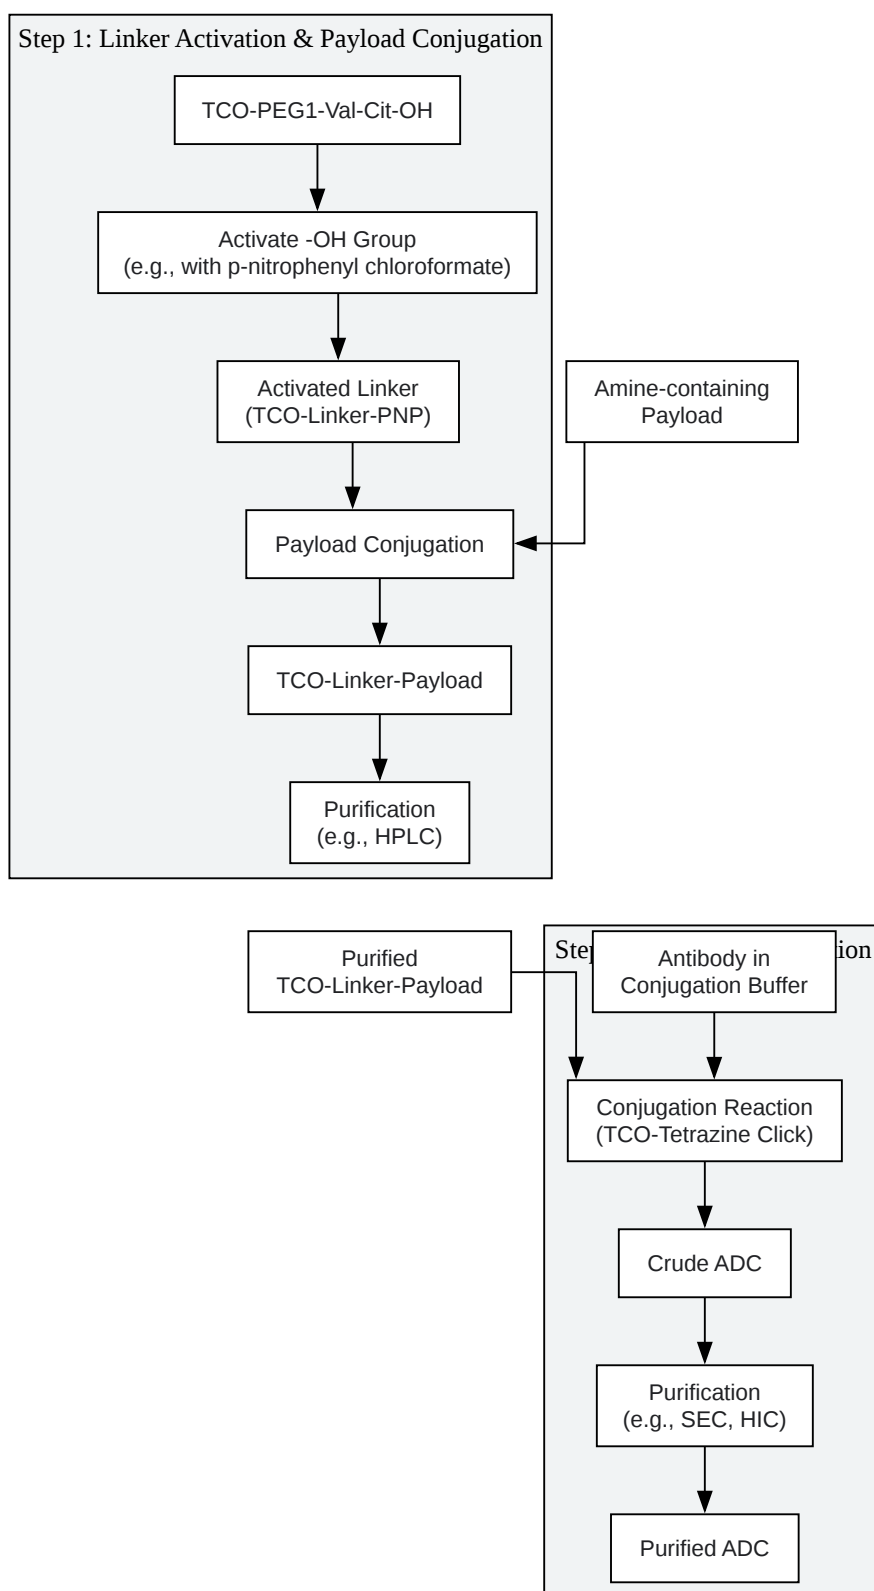 Step 1: Linker Activation & Payload Conjugation
TCO-PEG1-Val-Cit-OH
Activate -OH Group
(e.g., with p-nitrophenyl chloroformate)
Activated Linker
(TCO-Linker-PNP)
Amine-containing
Payload
Payload Conjugation
TCO-Linker-Payload
Purification
(e.g., HPLC)
Purified
TCO-Linker-Payload
Antibody in
Conjugation Buffer
Conjugation Reaction
(TCO-Tetrazine Click)
Crude ADC
Purification
(e.g., SEC, HIC)
Purified ADC